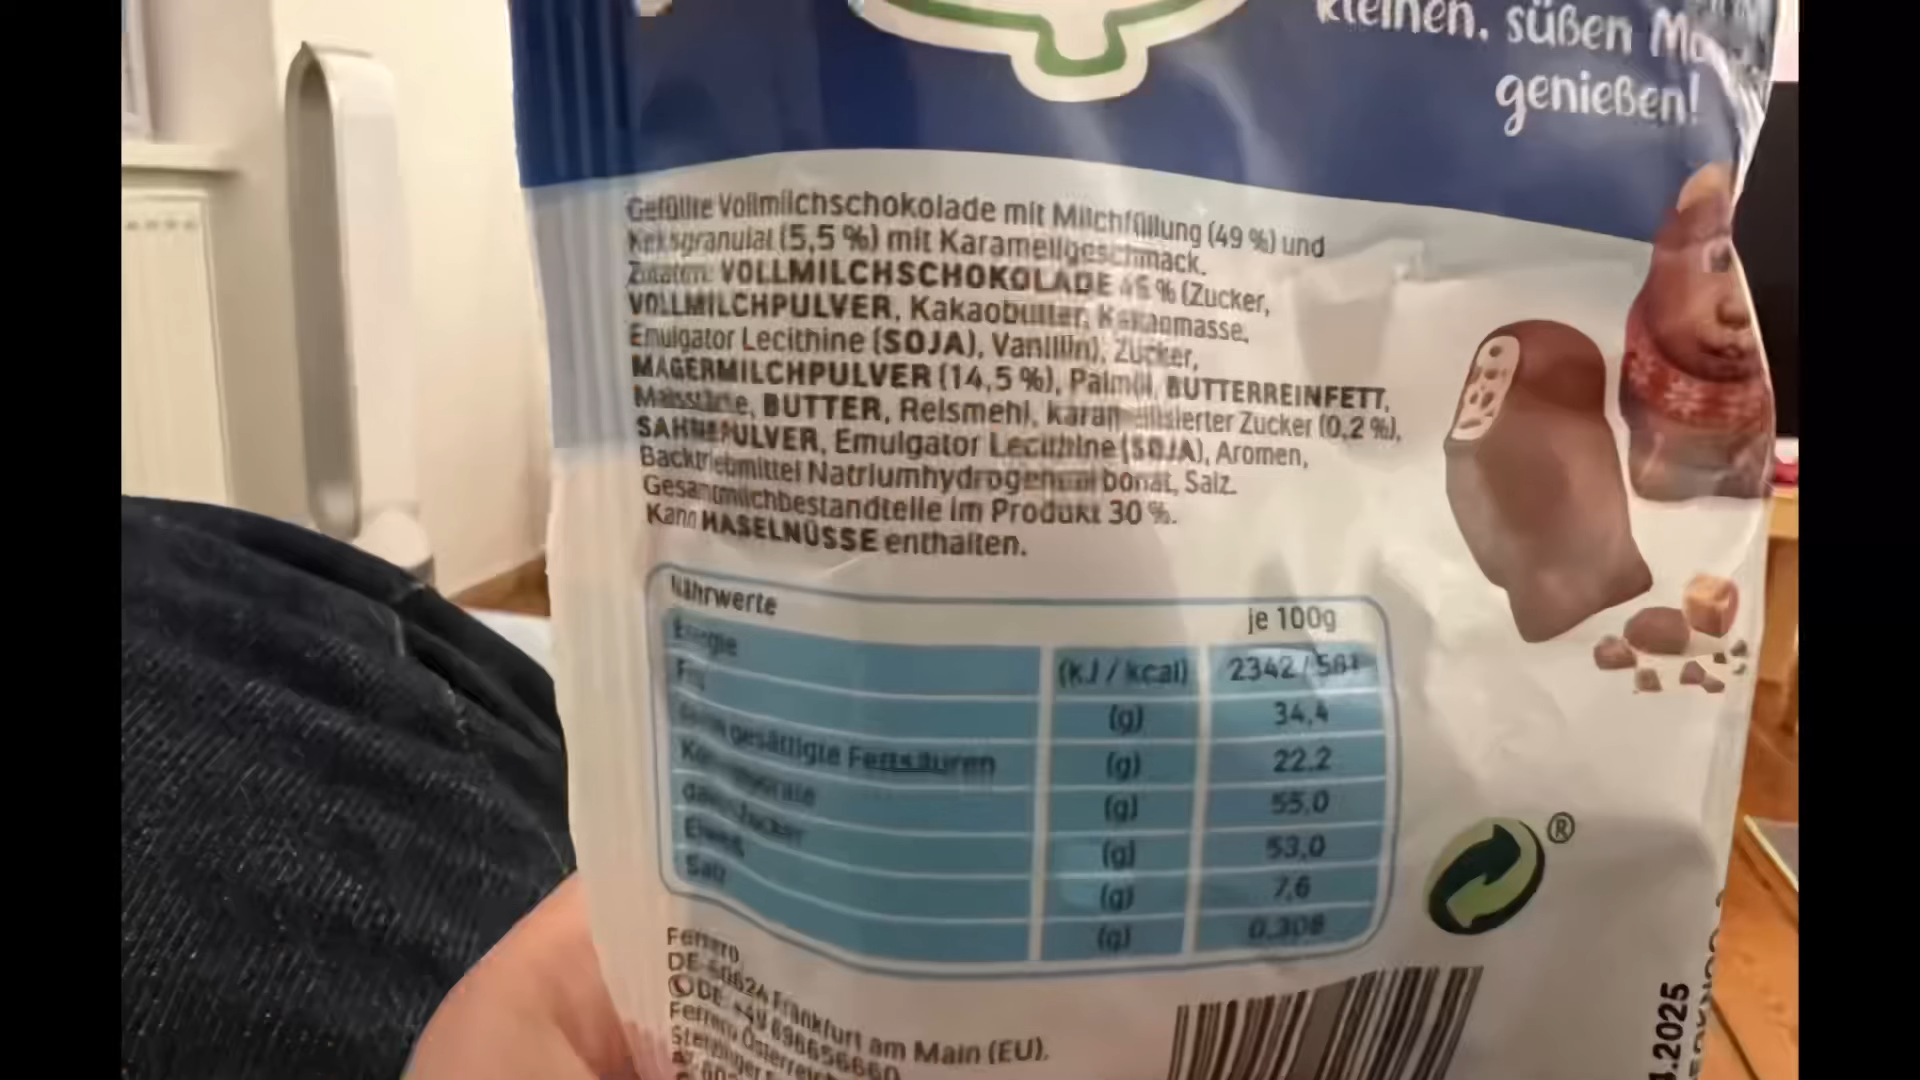 kleinen, süßen
genießen!
Gefüllte Vollmilchschokolade mit Milchfüllung (49 %) und
Keksgranulat (5,5 %) mit Karamellgeschmack.
Zutaten: VOLLMILCHSCHOKOLADE 45 % (Zucker,
VOLLMILCHPULVER, Kakaobutter, Kakaomasse,
Emulgator Lecithine (SOJA), Vanillin), Zucker,
MAGERMILCHPULVER (14,5 %), Palmöl, BUTTERREINFETT,
Maisstärke, BUTTER, Reismehl, karamellisierter Zucker (0,2 %),
SAHNEPULVER, Emulgator Lecithine (SOJA), Aromen,
Backtriebmittel Natriumhydrogencarbonat, Salz.
Gesamtmilchbestandteile im Produkt 30 %.
Kann HASELNÜSSE enthalten.
Nährwerte je 100g
Energie (kJ / kcal) 2342 / 561
Fett (g) 34,4
davon gesättigte Fettsäuren (g) 22,2
Kohlenhydrate (g) 55,0
davon Zucker (g) 53,0
Eiweiß (g) 7,6
Salz (g) 0,308
®
Ferrero
DE-60624 Frankfurt am Main (EU).
DE: +49 696656660
Ferrero Österreich
.2025